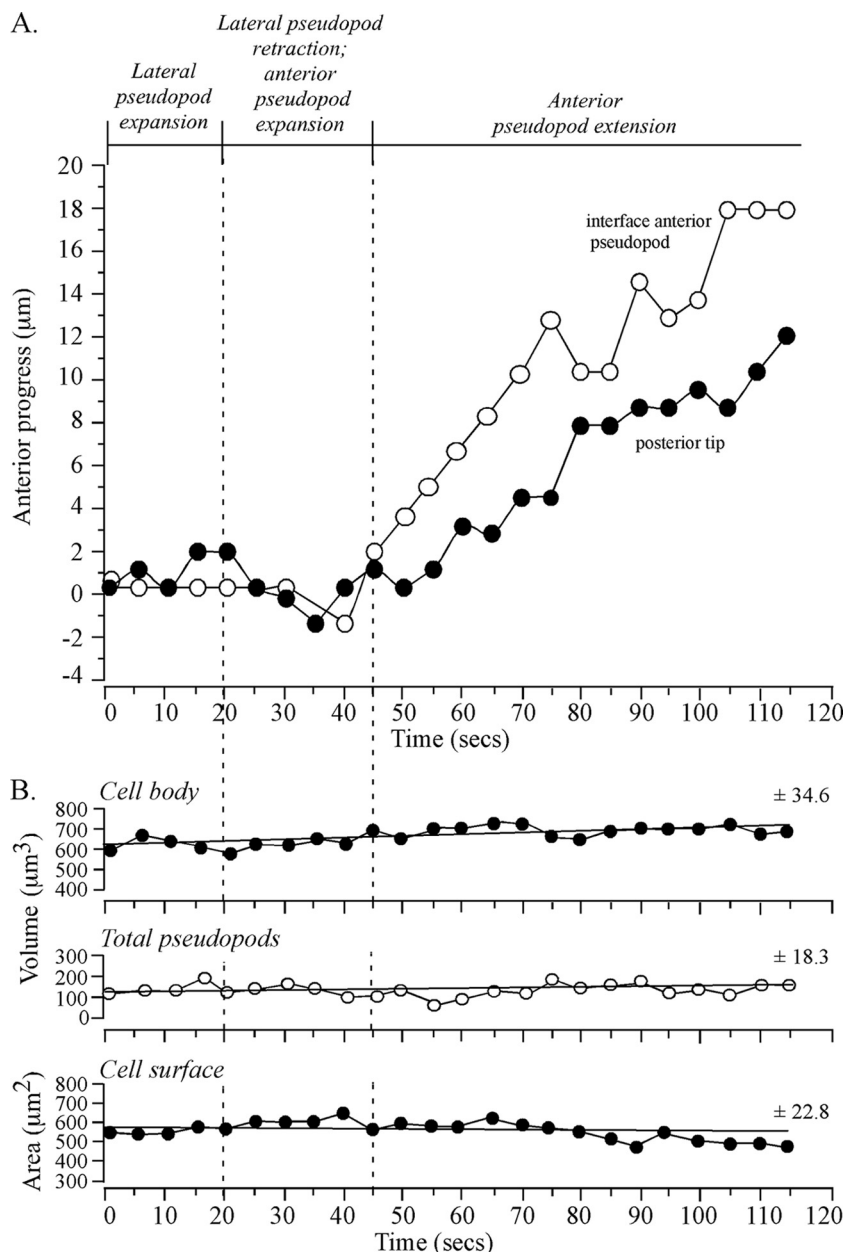 A.
Lateral
pseudopod
expansion
Lateral pseudopod
retraction;
anterior
pseudopod
expansion
Anterior
pseudopod extension
20
18
16
14
12
10
8
6
4
2
0
-2
-4
Anterior progress (μm)
interface anterior
pseudopod
posterior tip
0 10 20 30 40 50 60 70 80 90 100 110 120
Time (secs)
B.
Cell body
± 34.6
800
700
600
500
400
Volume (μm³)
Total pseudopods
± 18.3
300
200
100
0
Cell surface
± 22.8
800
700
600
500
400
300
Area (μm²)
0 10 20 30 40 50 60 70 80 90 100 110 120
Time (secs)